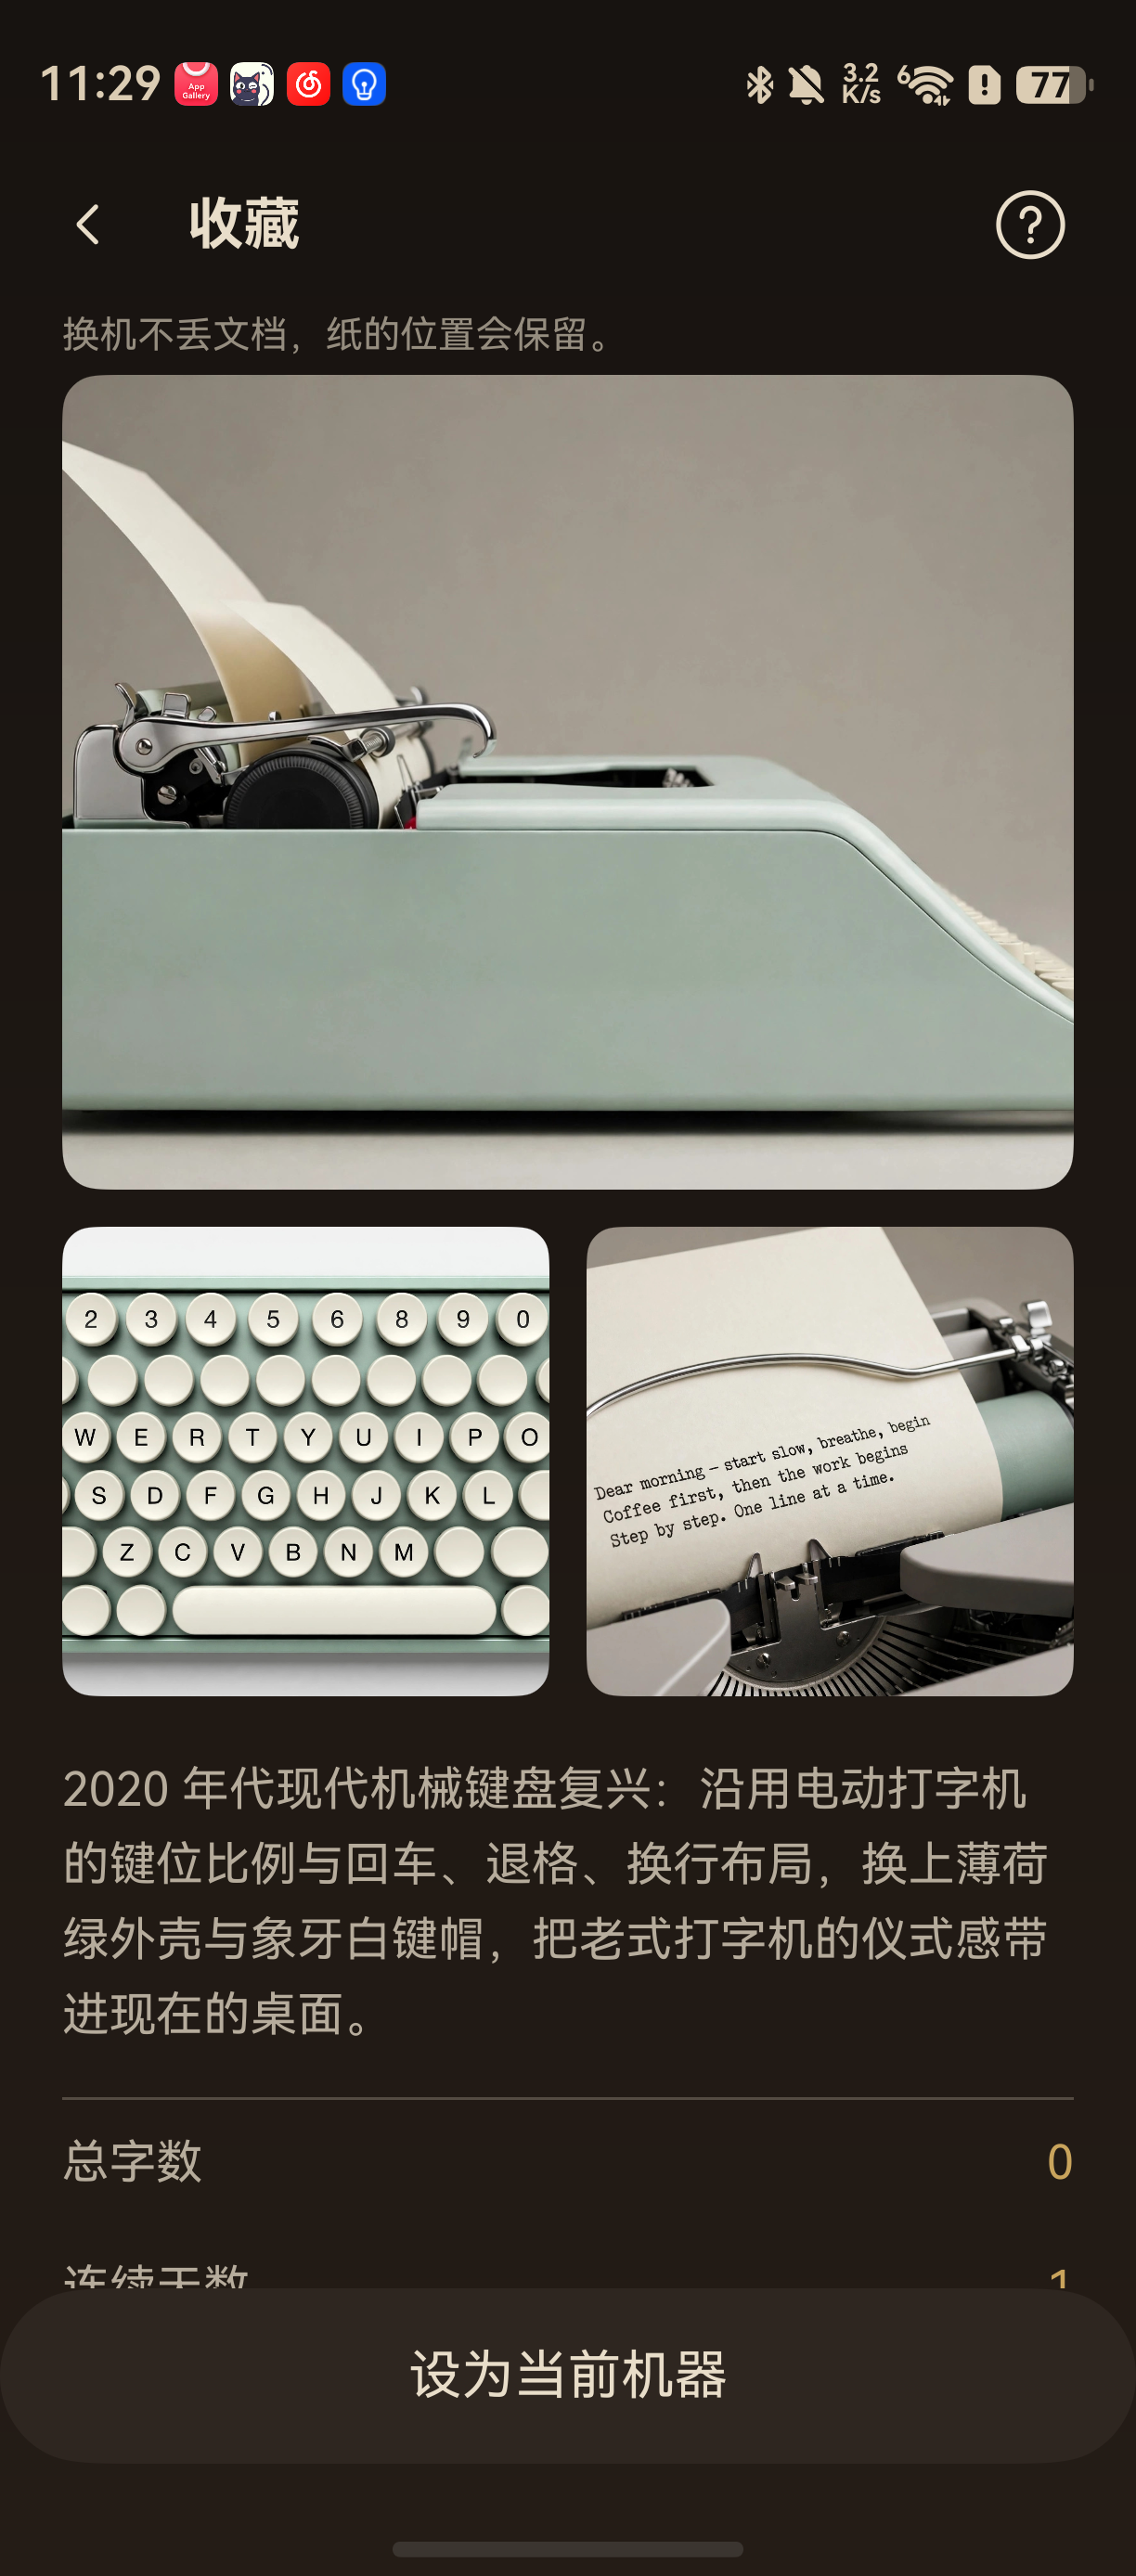 11:29
App
Gallery
3.2
K/s
6
77
收藏
换机不丢文档，纸的位置会保留。
2 3 4 5 6 8 9 0
W E R T Y U I P O
S D F G H J K L
Z C V B N M
Dear morning – start slow, breathe, begin
Coffee first, then the work begins
Step by step. One line at a time.
2020 年代现代机械键盘复兴：沿用电动打字机
的键位比例与回车、退格、换行布局，换上薄荷
绿外壳与象牙白键帽，把老式打字机的仪式感带
进现在的桌面。
总字数 0
连续天数 1
设为当前机器